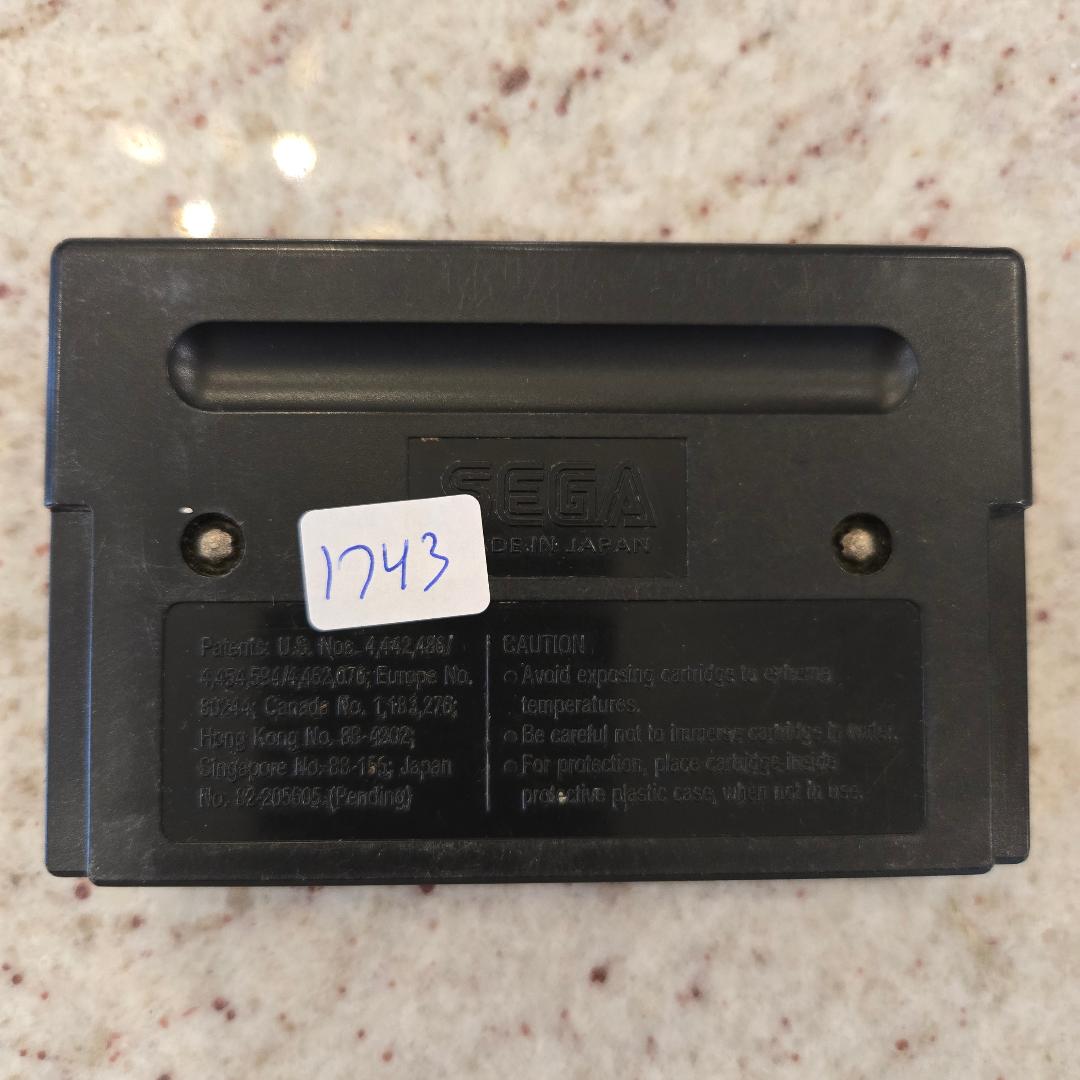 SEGA
DE IN JAPAN
1743
Patents: U.S. Nos. 4,442,486/
4,454,594/4,462,076; Europe No.
80244; Canada No. 1,183,276;
Hong Kong No. 88-4302;
Singapore No. 88-155; Japan
No. 82-205605 (Pending)
CAUTION
Avoid exposing cartridge to extreme
temperatures.
Be careful not to immerse cartridge in water.
For protection, place cartridge inside
protective plastic case, when not in use.